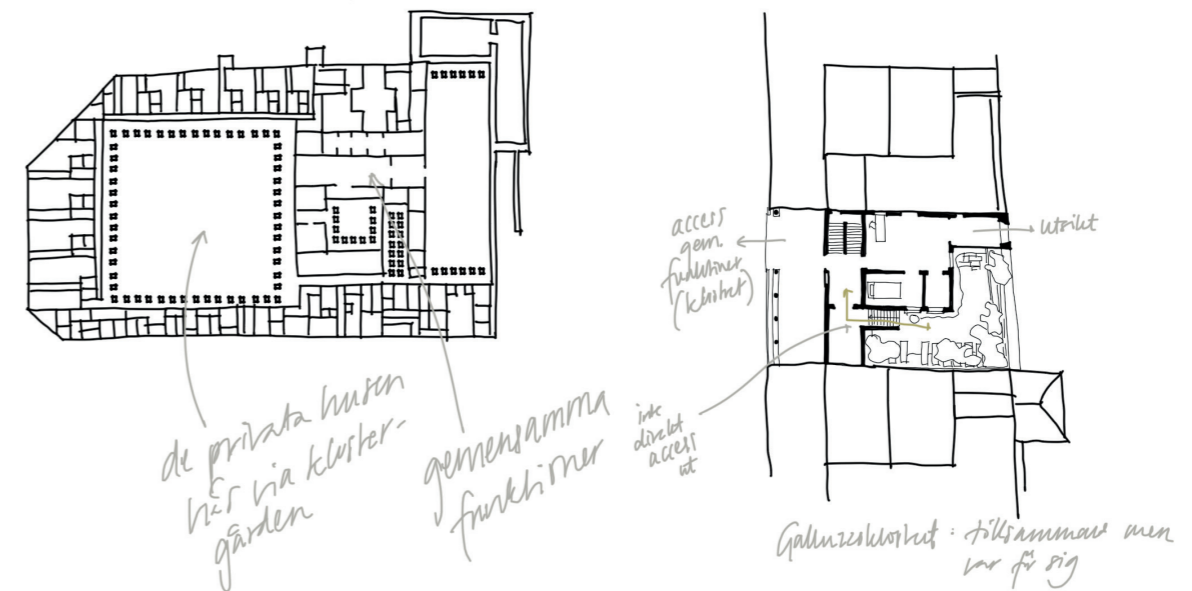 de privata husen
nås via kloster-
gården
gemensamma
funktioner
access
gem.
funktioner
(klostret)
utsikt
inte
direkt
access
ut
Galluzzoklostret : tillsammans men
var för sig